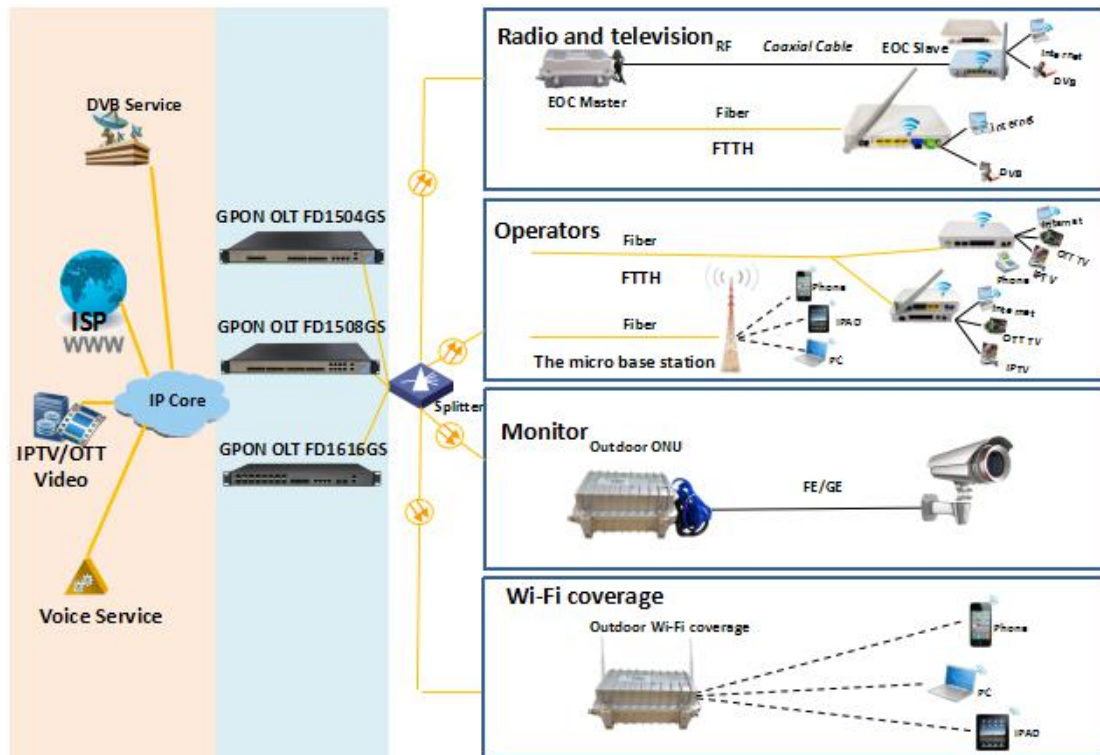 DVB Service
ISP
WWW
IP Core
IPTV/OTT
Video
Voice Service
GPON OLT FD1504GS
GPON OLT FD1508GS
GPON OLT FD1616GS
Splitter
Radio and television
RF
Coaxial Cable
EOC Slave
EOC Master
Internet
DVB
Fiber
FTTH
Internet
DVB
Operators
Fiber
FTTH
Fiber
The micro base station
Phone
IPAD
PC
Internet
OTT TV
IPTV
Phone
Internet
OTT TV
IPTV
Monitor
Outdoor ONU
FE/GE
Wi-Fi coverage
Outdoor Wi-Fi coverage
Phone
PC
IPAD